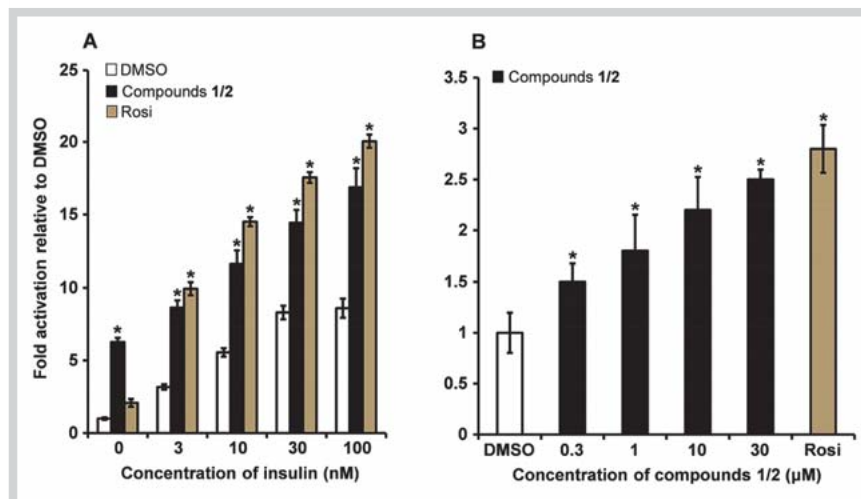 A
Fold activation relative to DMSO
25
20
15
10
5
0
DMSO
Compounds 1/2
Rosi
* * * * * * * * *
0 3 10 30 100
Concentration of insulin (nM)
B
3.5
3
2.5
2
1.5
1
0.5
0
Compounds 1/2
* * * * *
DMSO 0.3 1 10 30 Rosi
Concentration of compounds 1/2 (µM)